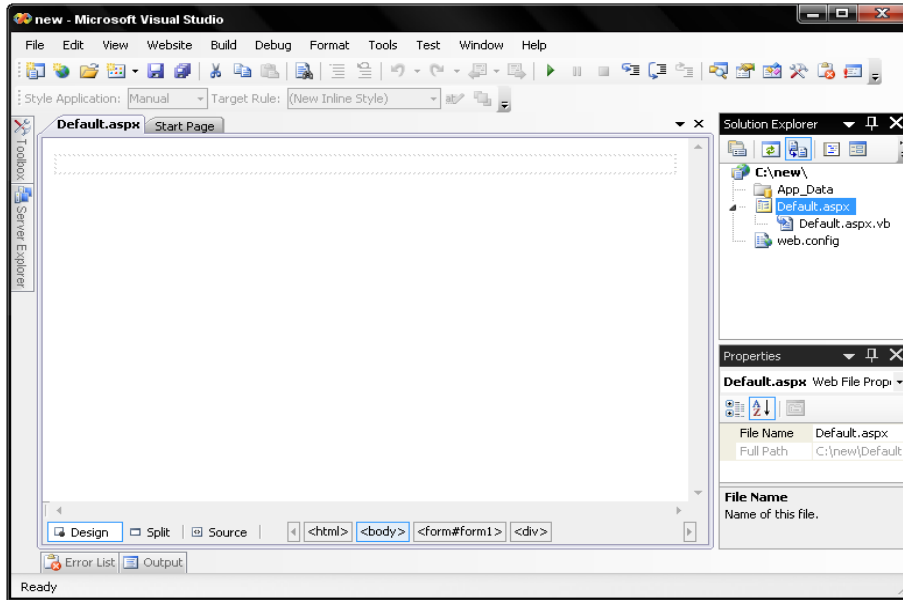 new - Microsoft Visual Studio
File Edit View Website Build Debug Format Tools Test Window Help
Style Application: Manual Target Rule: (New Inline Style)
Default.aspx Start Page
Toolbox
Server Explorer
Design Split Source <html> <body> <form#form1> <div>
Error List Output
Ready
Solution Explorer
C:\new\
App_Data
Default.aspx
Default.aspx.vb
web.config
Properties
Default.aspx Web File Prop
File Name Default.aspx
Full Path C:\new\Default
File Name
Name of this file.